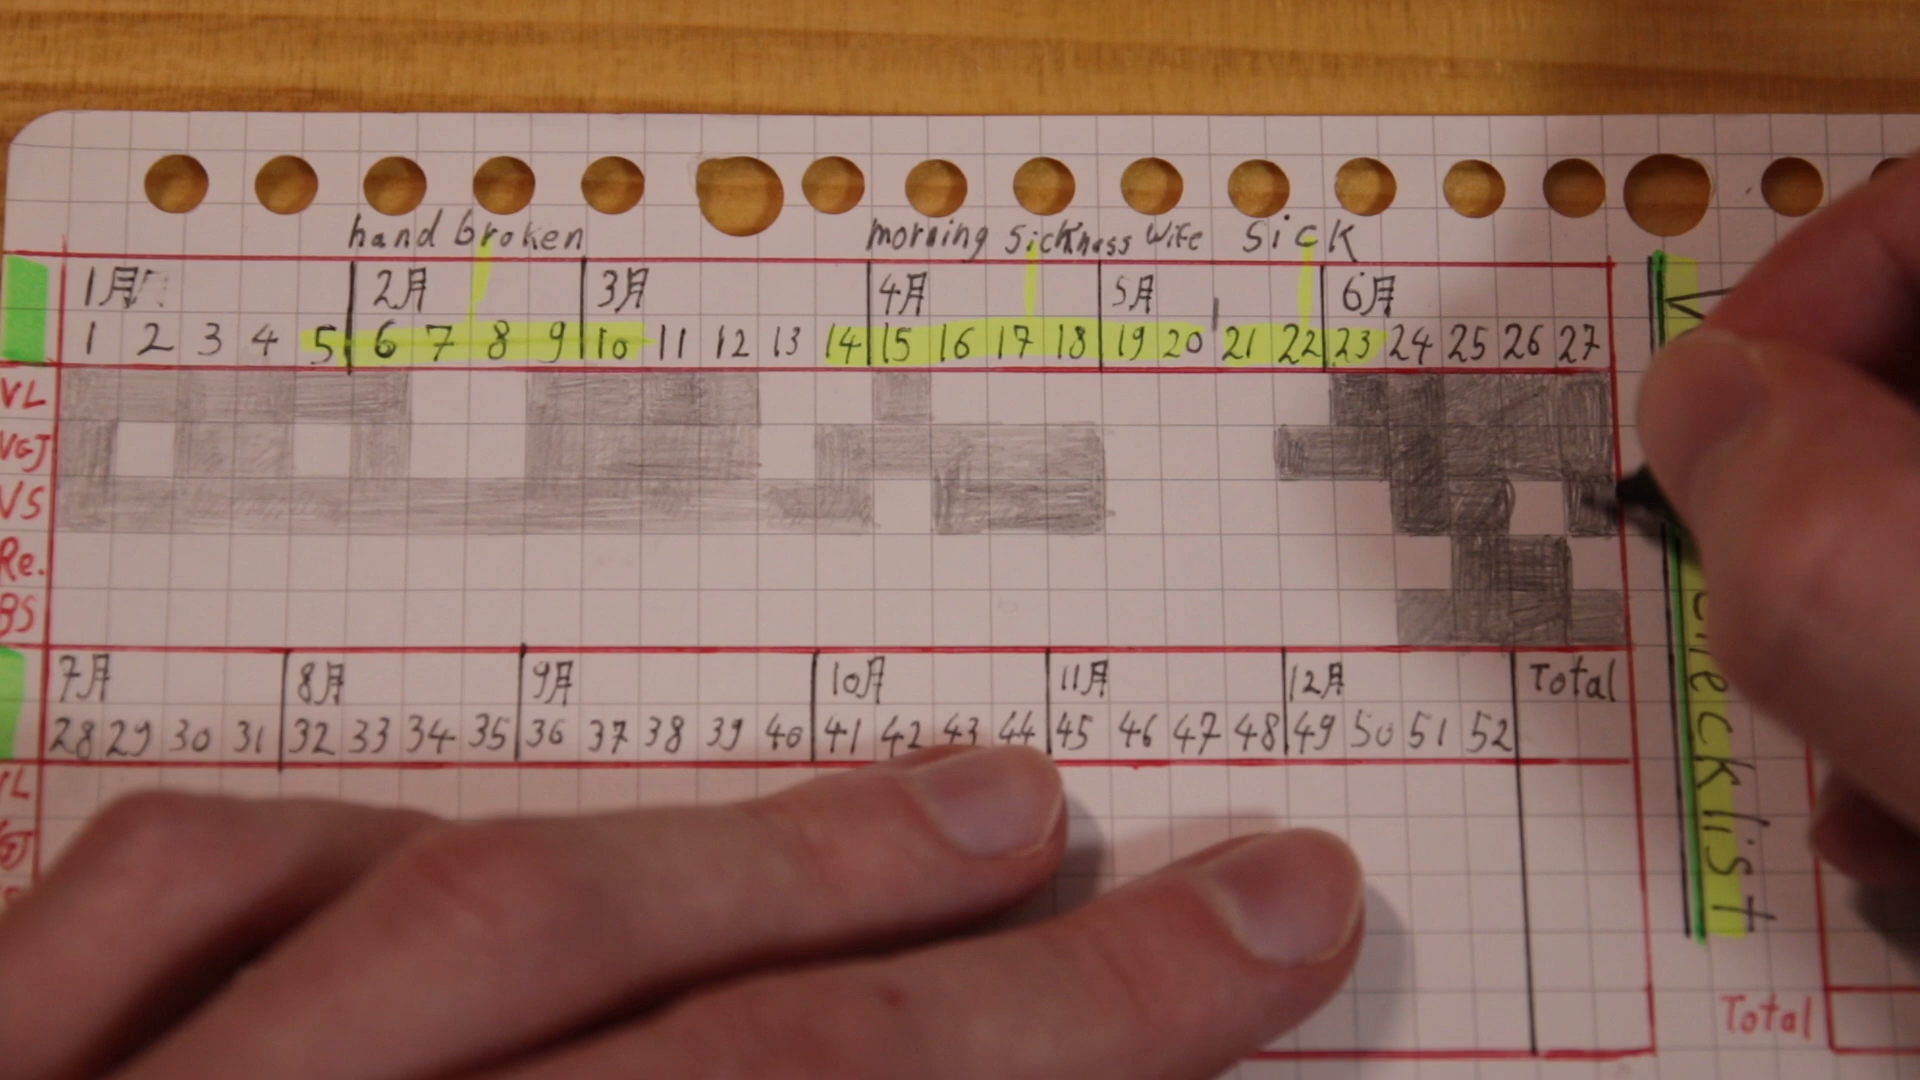 hand broken morning sickness wife sick
1月 2月 3月 4月 5月 6月
1 2 3 4 5 6 7 8 9 10 11 12 13 14 15 16 17 18 19 20 21 22 23 24 25 26 27
VL
VGJ
VS
Re.
BS
7月 8月 9月 10月 11月 12月 Total
28 29 30 31 32 33 34 35 36 37 38 39 40 41 42 43 44 45 46 47 48 49 50 51 52
VL
Total